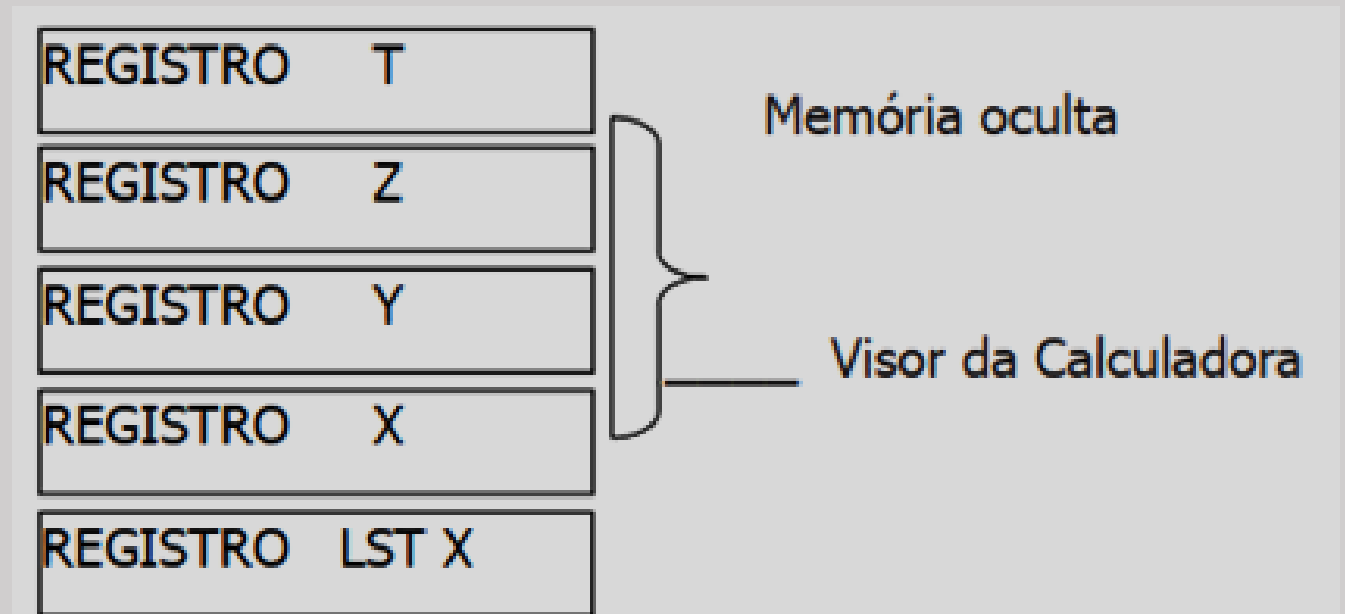 REGISTRO T
Memória oculta
REGISTRO Z
REGISTRO Y
Visor da Calculadora
REGISTRO X
REGISTRO LST X